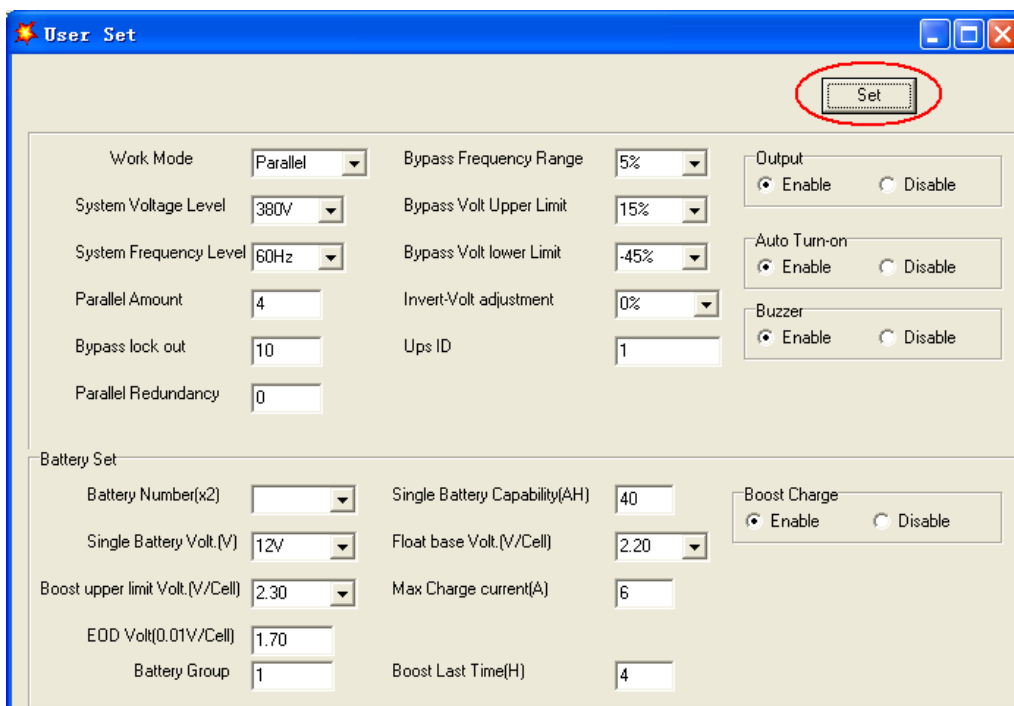 User Set
Set
Work Mode Parallel Bypass Frequency Range 5% Output
Enable Disable
System Voltage Level 380V Bypass Volt Upper Limit 15%
System Frequency Level 60Hz Bypass Volt lower Limit -45% Auto Turn-on
Enable Disable
Parallel Amount 4 Invert-Volt adjustment 0% Buzzer
Enable Disable
Bypass lock out 10 Ups ID 1
Parallel Redundancy 0
Battery Set
Battery Number(x2) Single Battery Capability(AH) 40 Boost Charge
Enable Disable
Single Battery Volt.(V) 12V Float base Volt.(V/Cell) 2.20
Boost upper limit Volt.(V/Cell) 2.30 Max Charge current(A) 6
EOD Volt(0.01V/Cell) 1.70
Battery Group 1 Boost Last Time(H) 4